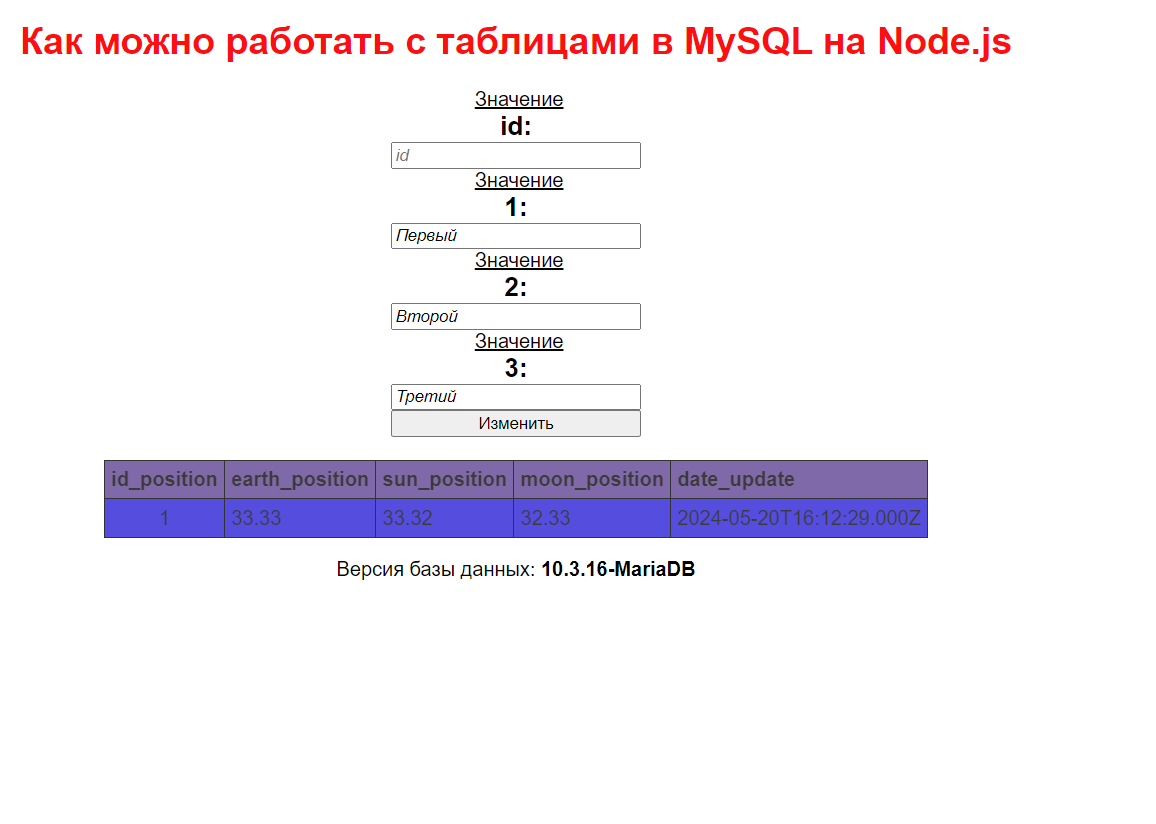 Как можно работать с таблицами в MySQL на Node.js
Значение
id:
id
Значение
1:
Первый
Значение
2:
Второй
Значение
3:
Третий
Изменить
id_position earth_position sun_position moon_position date_update
1 33.33 33.32 32.33 2024-05-20T16:12:29.000Z
Версия базы данных: 10.3.16-MariaDB